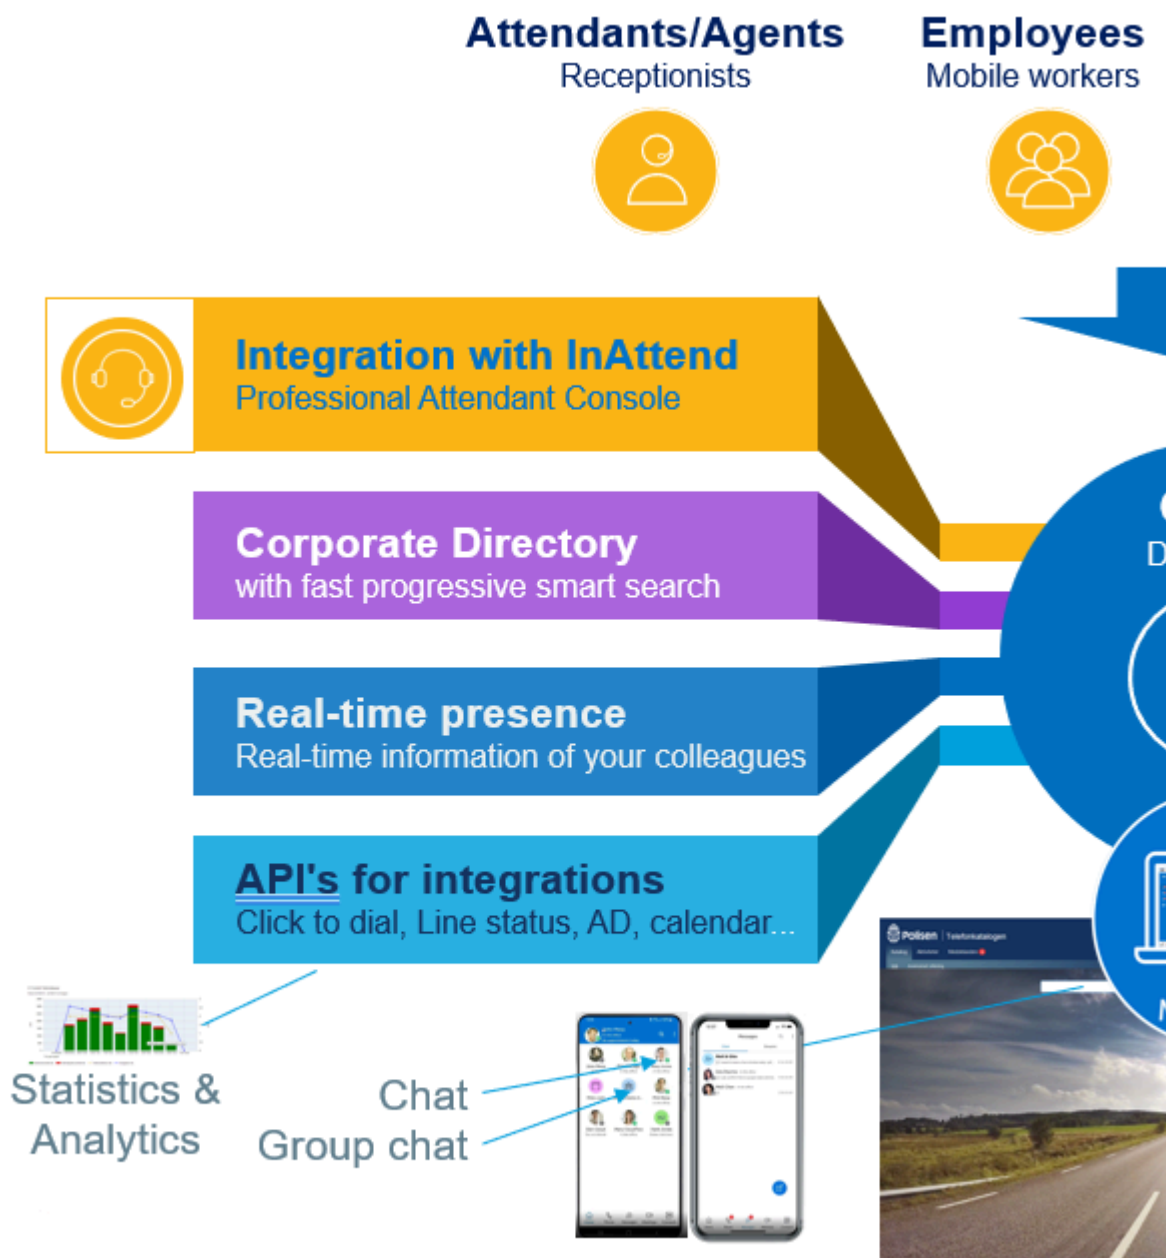 Attendants/Agents
Receptionists
Employees
Mobile workers
Integration with InAttend
Professional Attendant Console
Corporate Directory
with fast progressive smart search
Real-time presence
Real-time information of your colleagues
API's for integrations
Click to dial, Line status, AD, calendar...
Polisen
Telefonkatalogen
Statistics &
Analytics
Chat
Group chat
Messages